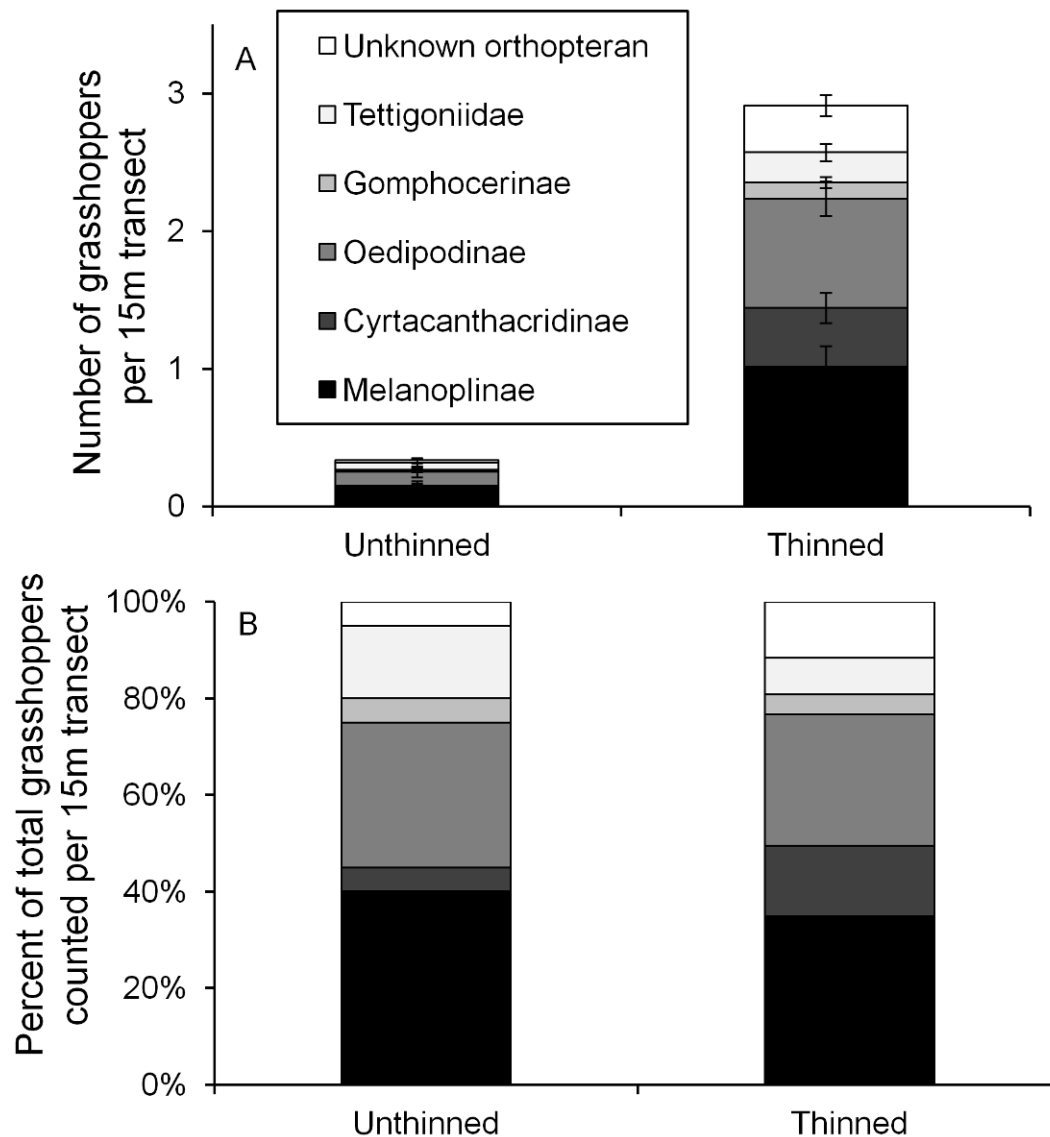 A
Unknown orthopteran
Tettigoniidae
Gomphocerinae
Oedipodinae
Cyrtacanthacridinae
Melanoplinae
Number of grasshoppers
per 15m transect
3
2
1
0
Unthinned
Thinned
B
Percent of total grasshoppers
counted per 15m transect
100%
80%
60%
40%
20%
0%
Unthinned
Thinned